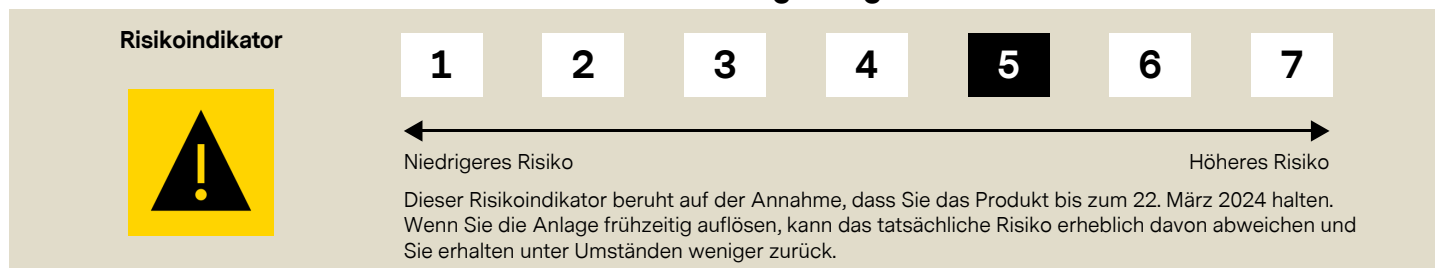 Risikoindikator
1 2 3 4 5 6 7
Niedrigeres Risiko Höheres Risiko
Dieser Risikoindikator beruht auf der Annahme, dass Sie das Produkt bis zum 22. März 2024 halten.
Wenn Sie die Anlage frühzeitig auflösen, kann das tatsächliche Risiko erheblich davon abweichen und
Sie erhalten unter Umständen weniger zurück.